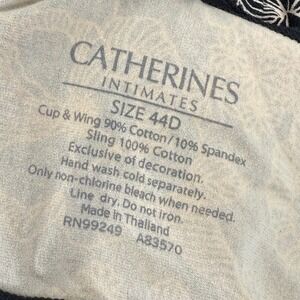 CATHERINES
INTIMATES
SIZE 44D
Cup & Wing 90% Cotton / 10% Spandex
Sling 100% Cotton
Exclusive of decoration.
Hand wash cold separately.
Only non-chlorine bleach when needed.
Line dry. Do not iron.
Made in Thailand
RN99249 A83570